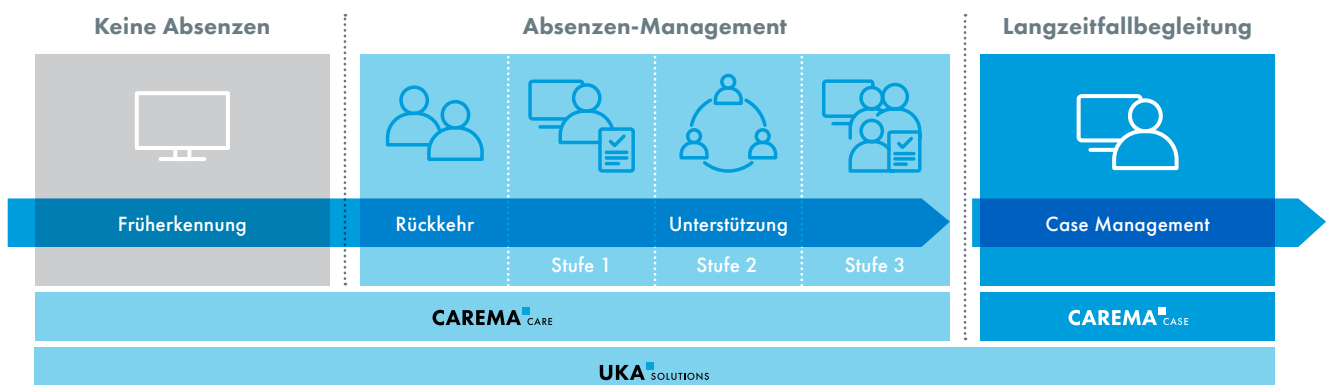 Keine Absenzen
Absenzen-Management
Langzeitfallbegleitung
Früherkennung
Rückkehr
Unterstützung
Case Management
Stufe 1
Stufe 2
Stufe 3
CAREMA CARE
CAREMA CASE
UKA SOLUTIONS